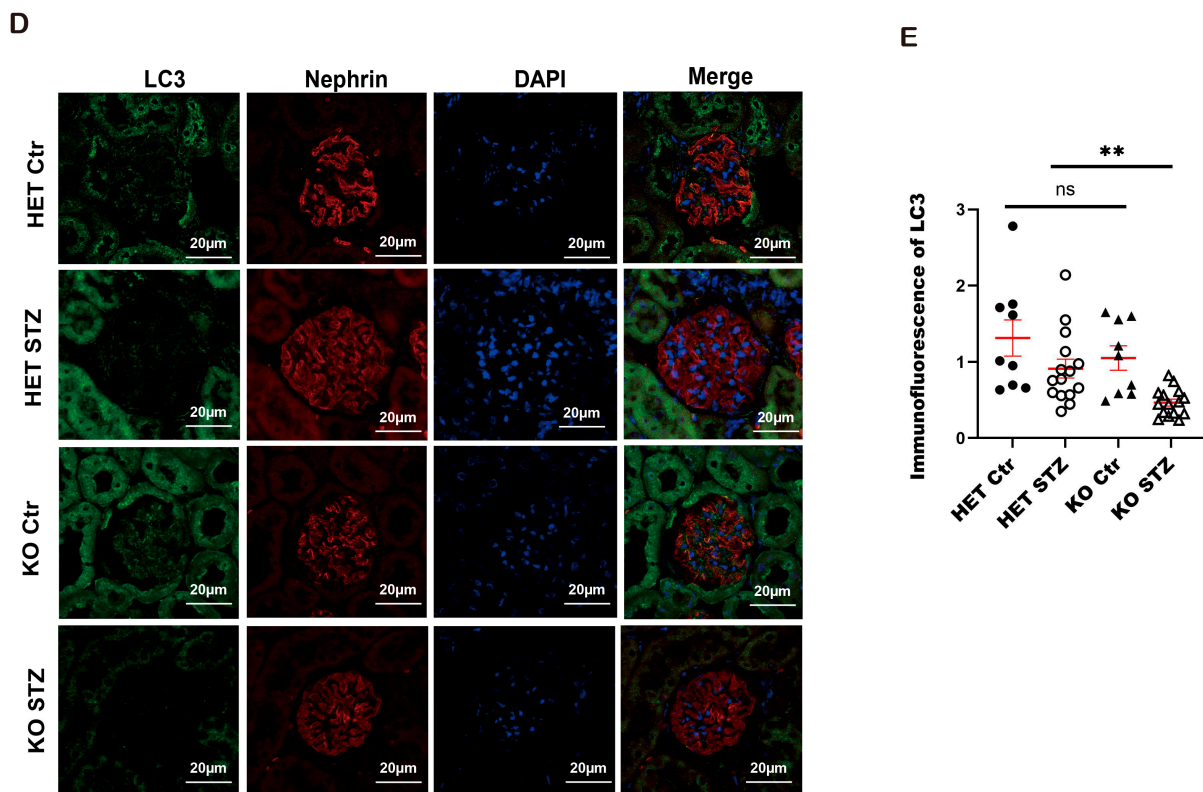 D
LC3 Nephrin DAPI Merge
HET Ctr
20µm 20µm 20µm 20µm
HET STZ
20µm 20µm 20µm 20µm
KO Ctr
20µm 20µm 20µm 20µm
KO STZ
20µm 20µm 20µm 20µm
E
**
ns
Immunofluorescence of LC3
3
2
1
0
HET Ctr HET STZ KO Ctr KO STZ